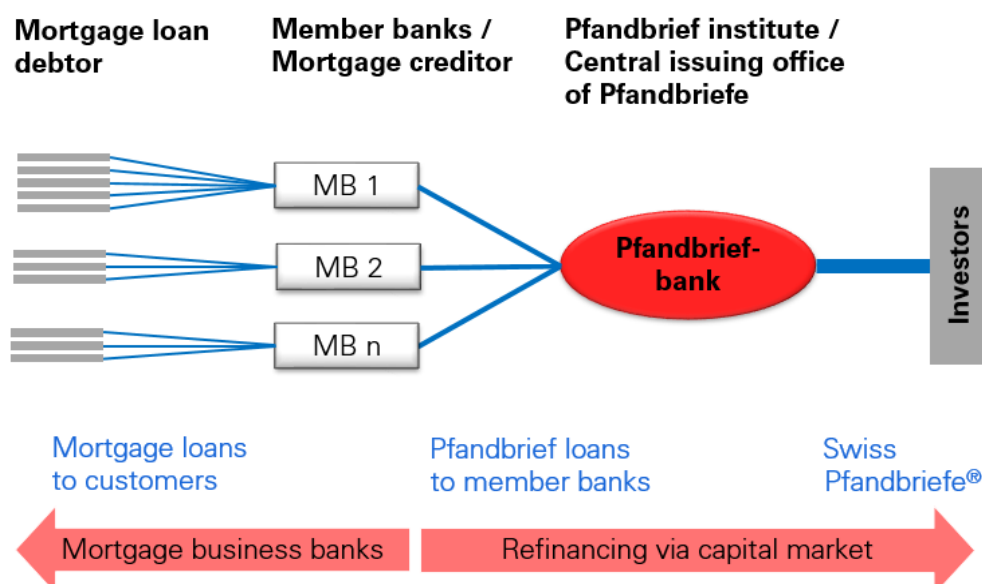 Mortgage loan
debtor
Member banks /
Mortgage creditor
Pfandbrief institute /
Central issuing office
of Pfandbriefe
MB 1
MB 2
MB n
Pfandbrief-
bank
Investors
Mortgage loans
to customers
Pfandbrief loans
to member banks
Swiss
Pfandbriefe®
Mortgage business banks
Refinancing via capital market